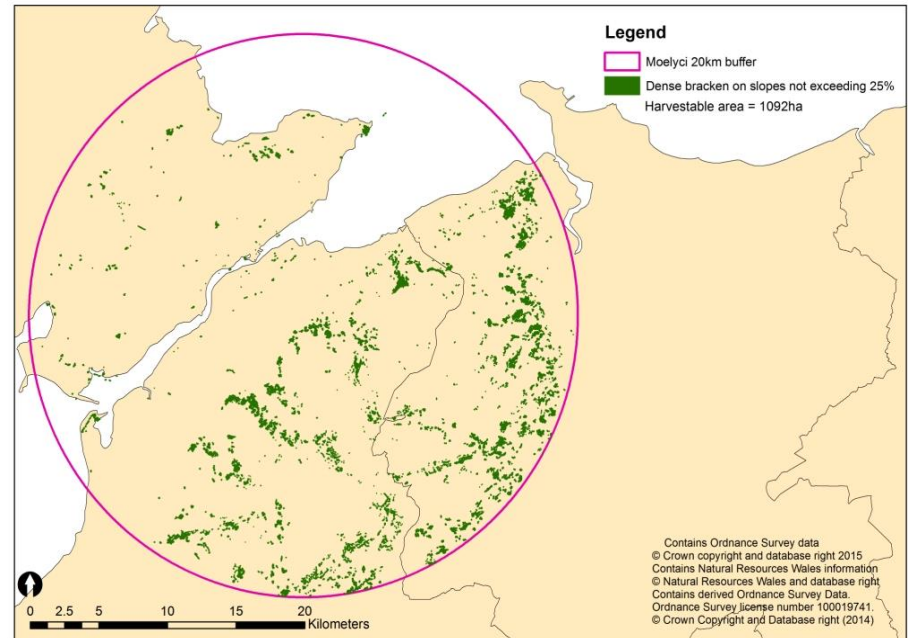 Legend
Moelyci 20km buffer
Dense bracken on slopes not exceeding 25%
Harvestable area = 1092ha
Contains Ordnance Survey data
© Crown copyright and database right 2015
Contains Natural Resources Wales information
© Natural Resources Wales and database right
Contains derived Ordnance Survey Data.
Ordnance Survey license number 100019741.
© Crown Copyright and Database right (2014)
0 2.5 5 10 15 20
Kilometers